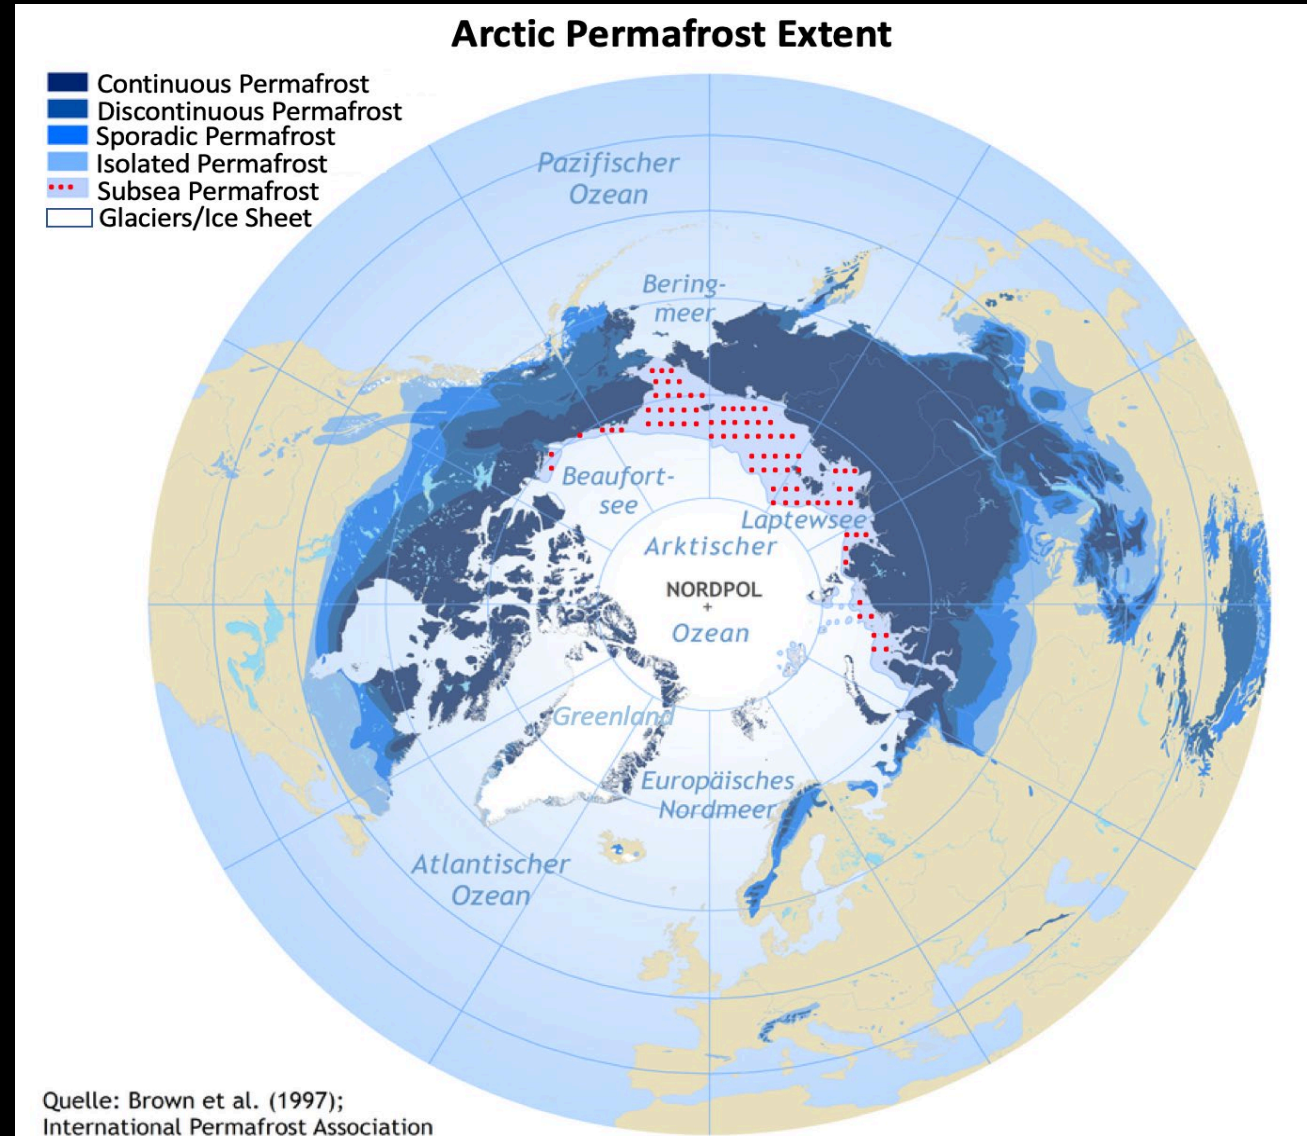 Arctic Permafrost Extent
Continuous Permafrost
Discontinuous Permafrost
Sporadic Permafrost
Isolated Permafrost
Subsea Permafrost
Glaciers/Ice Sheet
Pazifischer
Ozean
Bering-
meer
Beaufort-
see
Laptewsee
Arktischer
NORDPOL
+
Ozean
Greenland
Europäisches
Nordmeer
Atlantischer
Ozean
Quelle: Brown et al. (1997);
International Permafrost Association